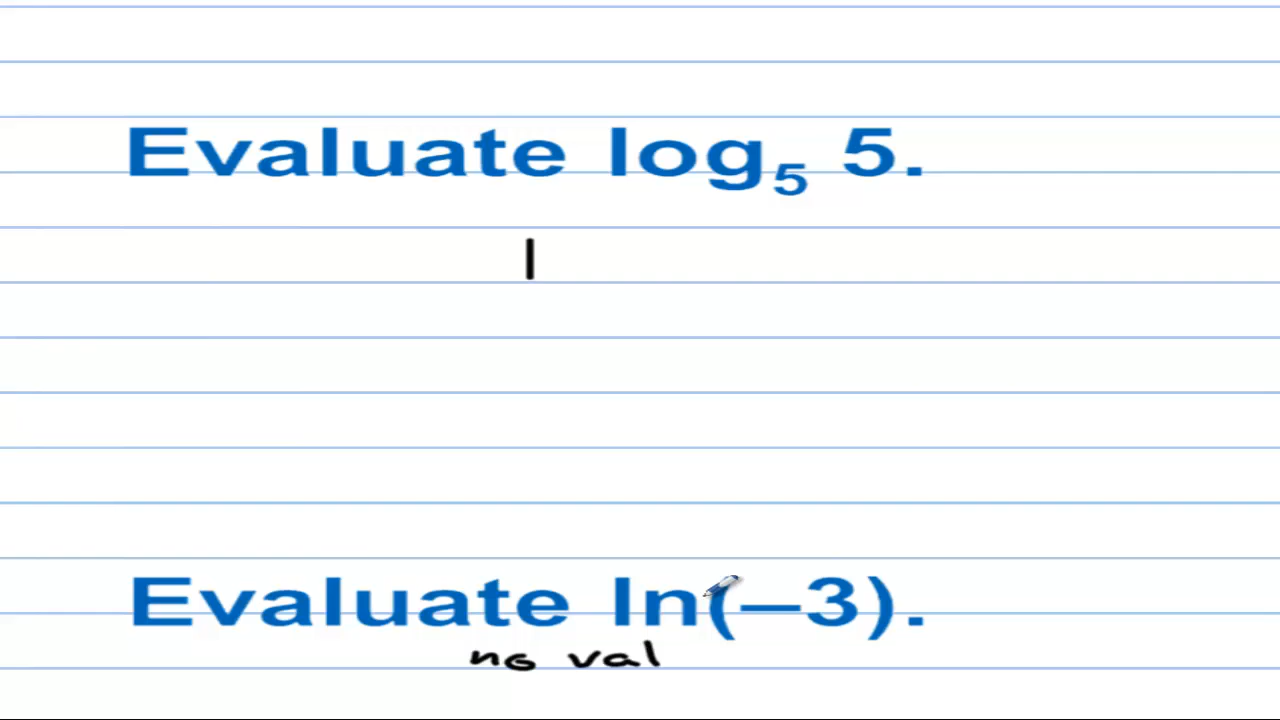 Evaluate log₅ 5.
1
Evaluate ln(–3).
no val